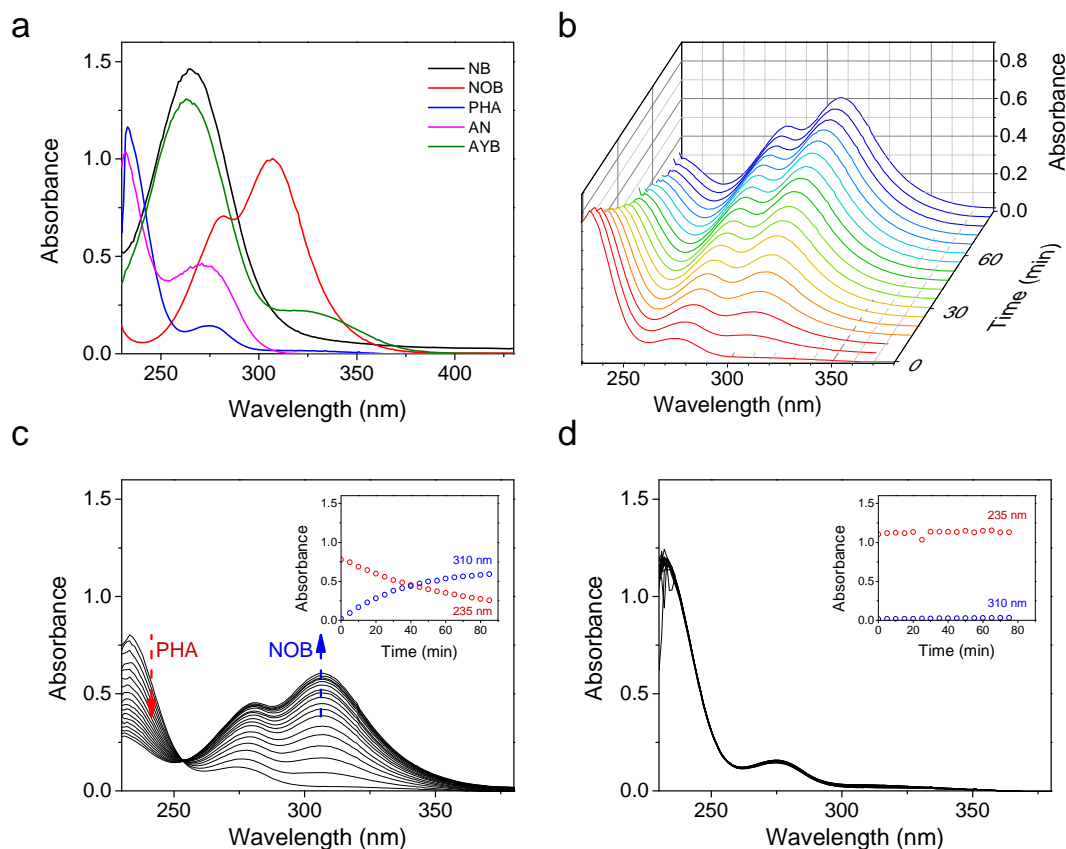 a
1.5
1.0
0.5
0.0
Absorbance
250
300
350
400
Wavelength (nm)
NB
NOB
PHA
AN
AYB
b
0.8
0.6
0.4
0.2
0.0
Absorbance
60
30
0
Time (min)
250
300
350
Wavelength (nm)
c
1.5
1.0
0.5
0.0
Absorbance
250
300
350
Wavelength (nm)
PHA
NOB
1.5
1.0
0.5
0.0
Absorbance
0
20
40
60
80
Time (min)
310 nm
235 nm
d
1.5
1.0
0.5
0.0
Absorbance
250
300
350
Wavelength (nm)
1.5
1.0
0.5
0.0
Absorbance
0
20
40
60
80
Time (min)
235 nm
310 nm